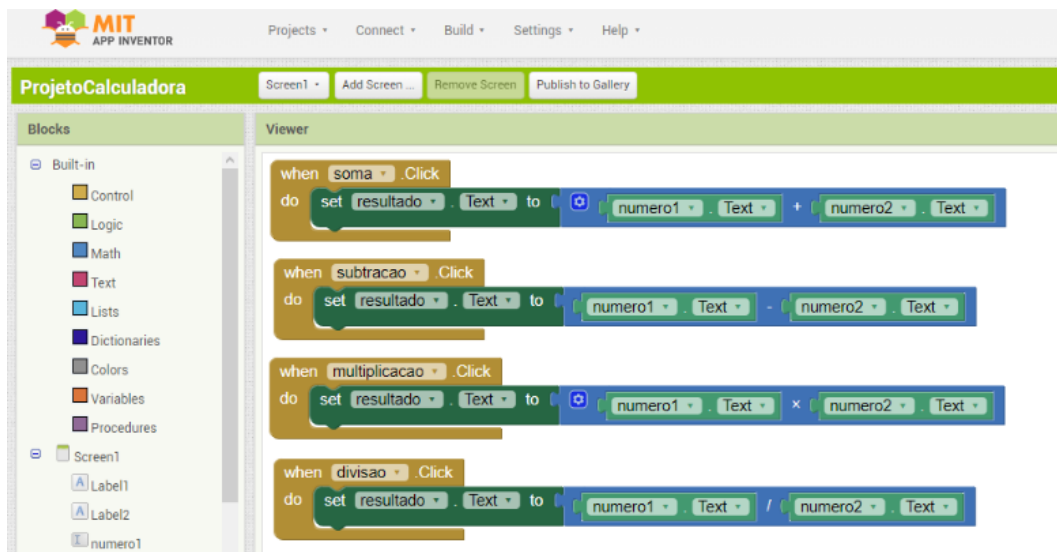 MIT
APP INVENTOR
Projects Connect Build Settings Help
ProjetoCalculadora Screen1 Add Screen ... Remove Screen Publish to Gallery
Blocks
Viewer
Built-in
Control
Logic
Math
Text
Lists
Dictionaries
Colors
Variables
Procedures
Screen1
Label1
Label2
numero1
when soma .Click
do set resultado . Text to numero1 . Text + numero2 . Text
when subtracao .Click
do set resultado . Text to numero1 . Text - numero2 . Text
when multiplicacao .Click
do set resultado . Text to numero1 . Text × numero2 . Text
when divisao .Click
do set resultado . Text to numero1 . Text / numero2 . Text